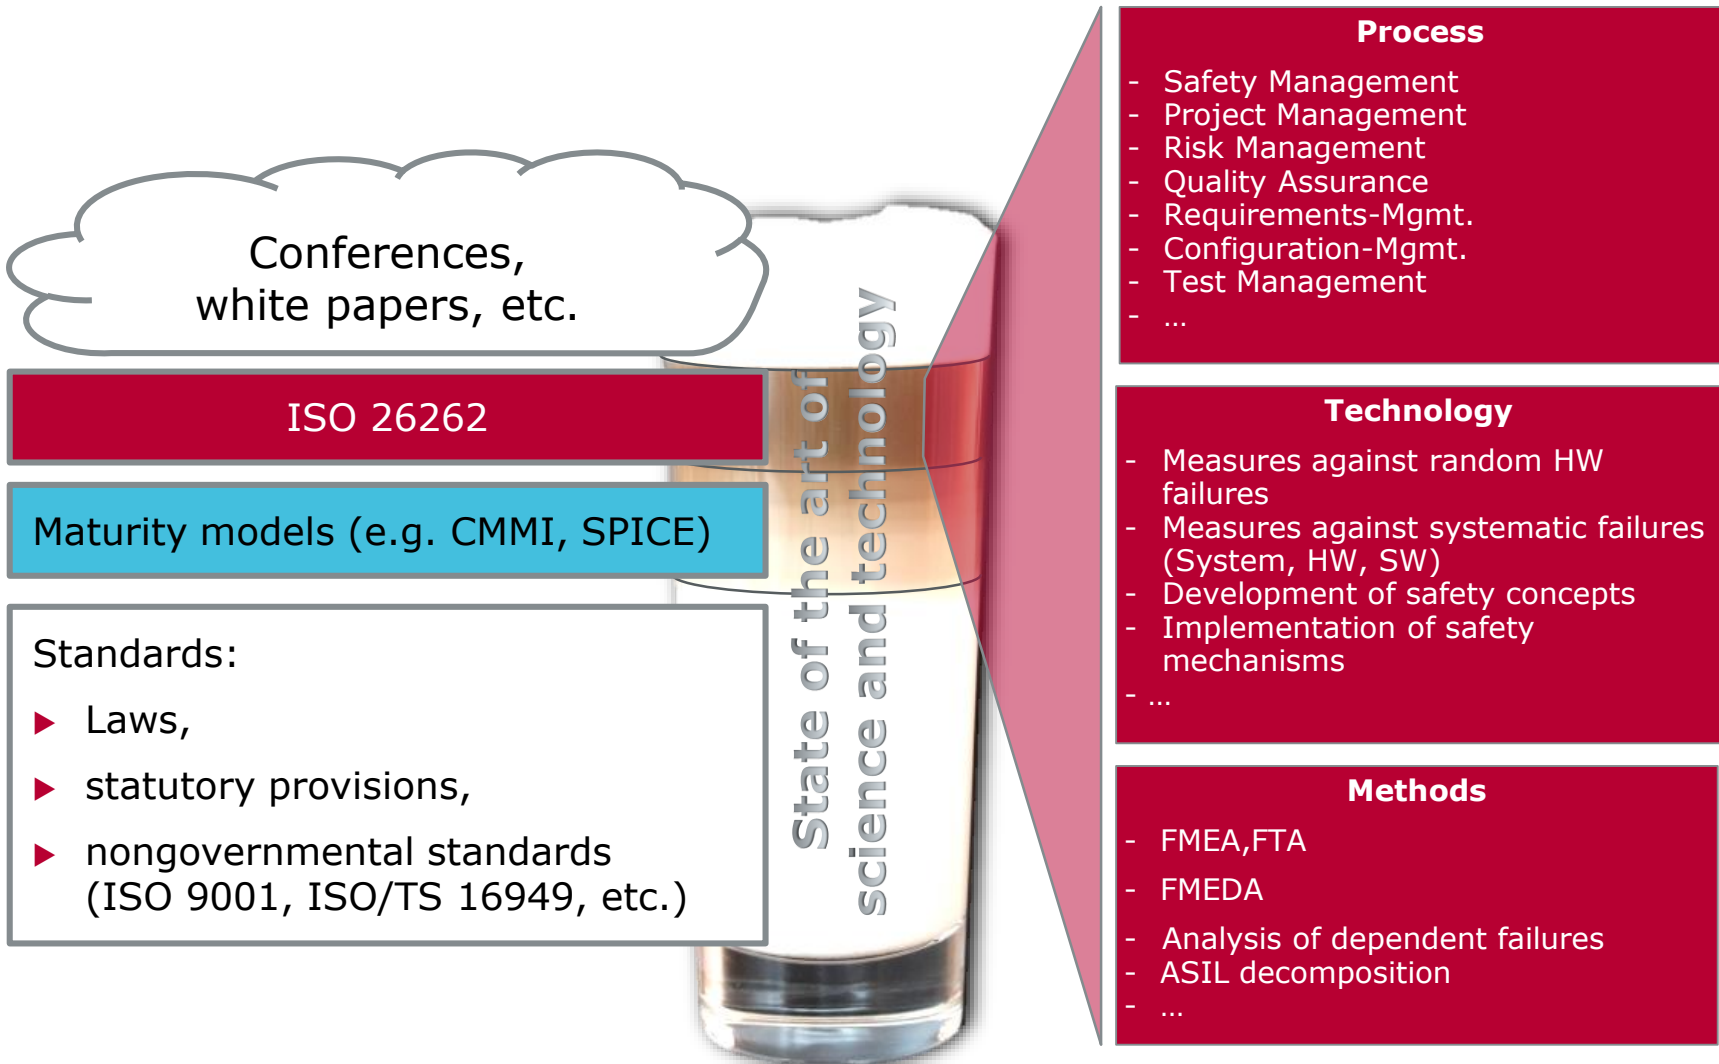 Conferences,
white papers, etc.
ISO 26262
Maturity models (e.g. CMMI, SPICE)
Standards:
Laws,
statutory provisions,
nongovernmental standards
(ISO 9001, ISO/TS 16949, etc.)
State of the art of
science and technology
Process
- Safety Management
- Project Management
- Risk Management
- Quality Assurance
- Requirements-Mgmt.
- Configuration-Mgmt.
- Test Management
- ...
Technology
- Measures against random HW
failures
- Measures against systematic failures
(System, HW, SW)
- Development of safety concepts
- Implementation of safety
mechanisms
- ...
Methods
- FMEA,FTA
- FMEDA
- Analysis of dependent failures
- ASIL decomposition
- ...